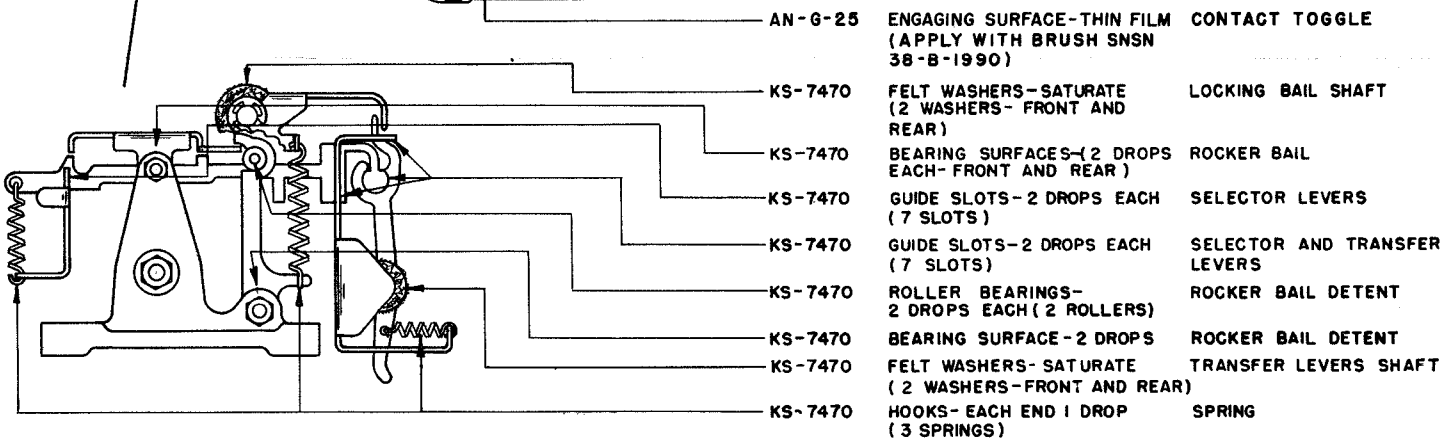 AN-G-25 ENGAGING SURFACE-THIN FILM CONTACT TOGGLE
(APPLY WITH BRUSH SNSN
38-B-1990)
KS-7470 FELT WASHERS-SATURATE LOCKING BAIL SHAFT
(2 WASHERS- FRONT AND
REAR)
KS-7470 BEARING SURFACES-(2 DROPS ROCKER BAIL
EACH-FRONT AND REAR)
KS-7470 GUIDE SLOTS-2 DROPS EACH SELECTOR LEVERS
(7 SLOTS)
KS-7470 GUIDE SLOTS-2 DROPS EACH SELECTOR AND TRANSFER
(7 SLOTS) LEVERS
KS-7470 ROLLER BEARINGS- ROCKER BAIL DETENT
2 DROPS EACH (2 ROLLERS)
KS-7470 BEARING SURFACE-2 DROPS ROCKER BAIL DETENT
KS-7470 FELT WASHERS-SATURATE TRANSFER LEVERS SHAFT
(2 WASHERS-FRONT AND REAR)
KS-7470 HOOKS-EACH END 1 DROP SPRING
(3 SPRINGS)